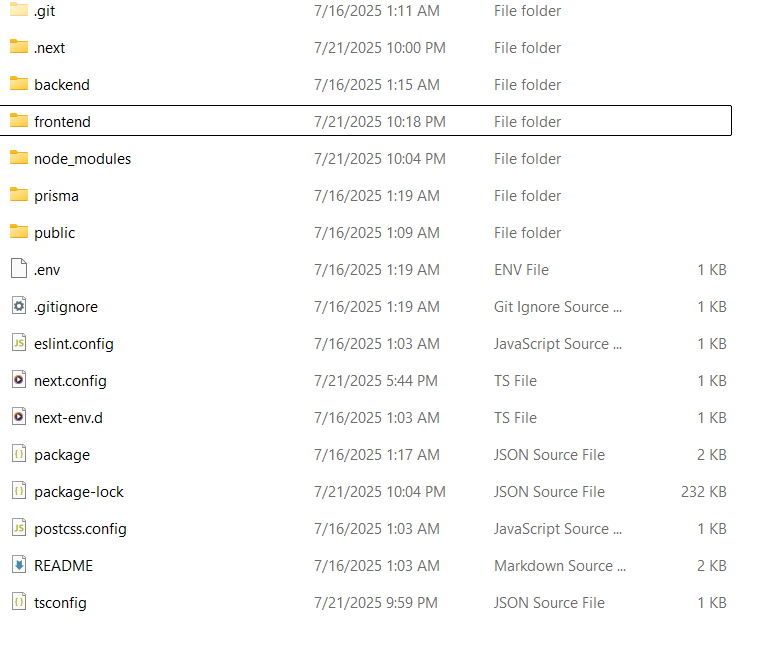 .git 7/16/2025 1:11 AM File folder
.next 7/21/2025 10:00 PM File folder
backend 7/16/2025 1:15 AM File folder
frontend 7/21/2025 10:18 PM File folder
node_modules 7/21/2025 10:04 PM File folder
prisma 7/16/2025 1:19 AM File folder
public 7/16/2025 1:09 AM File folder
.env 7/16/2025 1:19 AM ENV File 1 KB
.gitignore 7/16/2025 1:19 AM Git Ignore Source ... 1 KB
eslint.config 7/16/2025 1:03 AM JavaScript Source ... 1 KB
next.config 7/21/2025 5:44 PM TS File 1 KB
next-env.d 7/16/2025 1:03 AM TS File 1 KB
package 7/16/2025 1:17 AM JSON Source File 2 KB
package-lock 7/21/2025 10:04 PM JSON Source File 232 KB
postcss.config 7/16/2025 1:03 AM JavaScript Source ... 1 KB
README 7/16/2025 1:03 AM Markdown Source ... 2 KB
tsconfig 7/21/2025 9:59 PM JSON Source File 1 KB